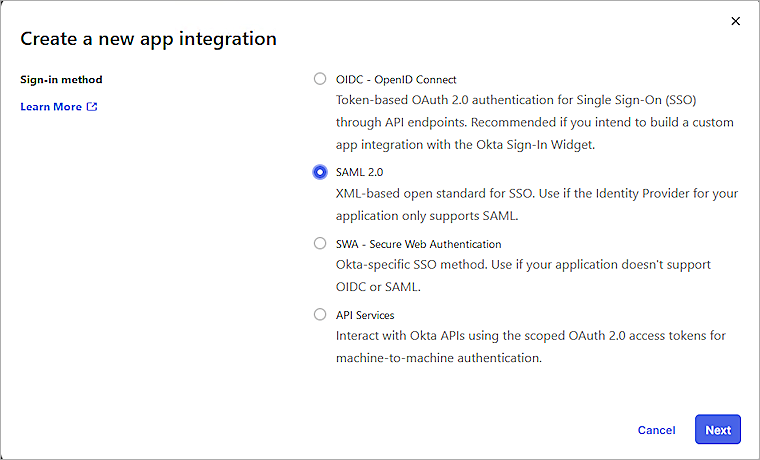 Create a new app integration
Sign-in method
Learn More
OIDC - OpenID Connect
Token-based OAuth 2.0 authentication for Single Sign-On (SSO)
through API endpoints. Recommended if you intend to build a custom
app integration with the Okta Sign-In Widget.
SAML 2.0
XML-based open standard for SSO. Use if the Identity Provider for your
application only supports SAML.
SWA - Secure Web Authentication
Okta-specific SSO method. Use if your application doesn't support
OIDC or SAML.
API Services
Interact with Okta APIs using the scoped OAuth 2.0 access tokens for
machine-to-machine authentication.
Cancel
Next